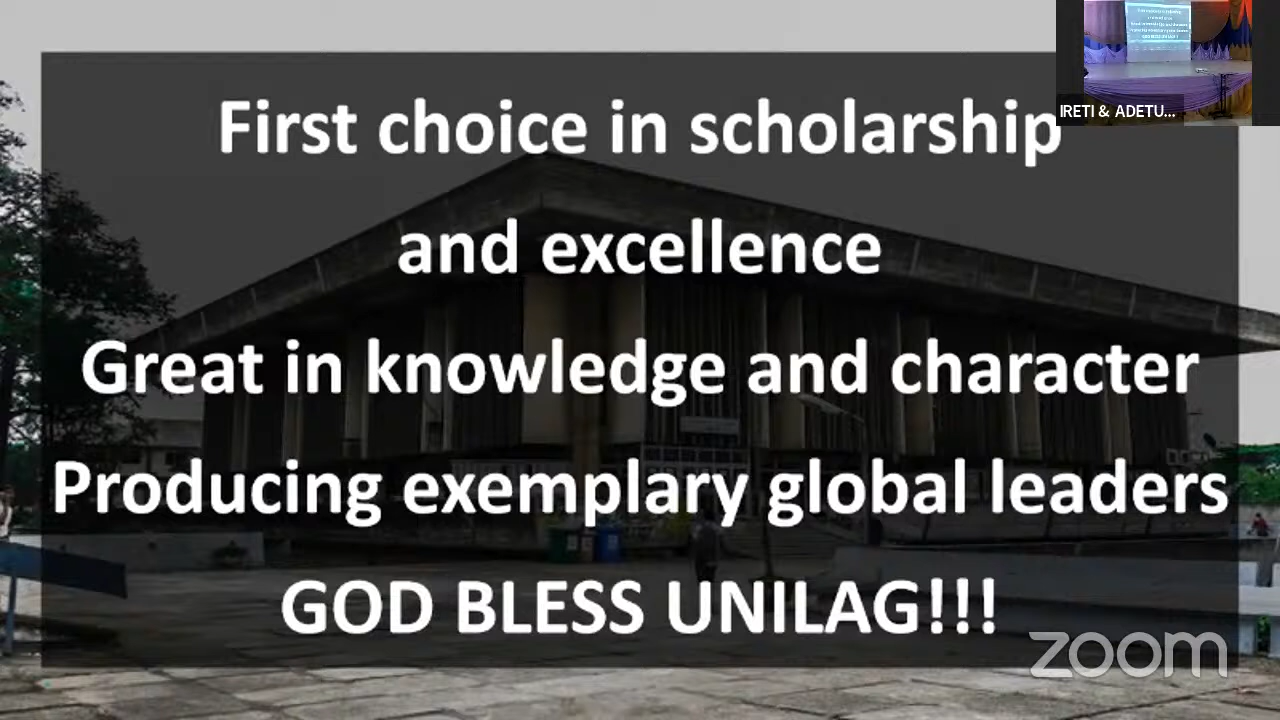 First choice in scholarship
and excellence
Great in knowledge and character
Producing exemplary global leaders
GOD BLESS UNILAG!!!
IRETI & ADETU...
zoom